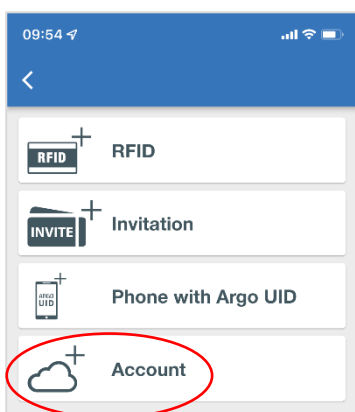 09:54
RFID
RFID
INVITE
Invitation
ARGO
UID
Phone with Argo UID
Account